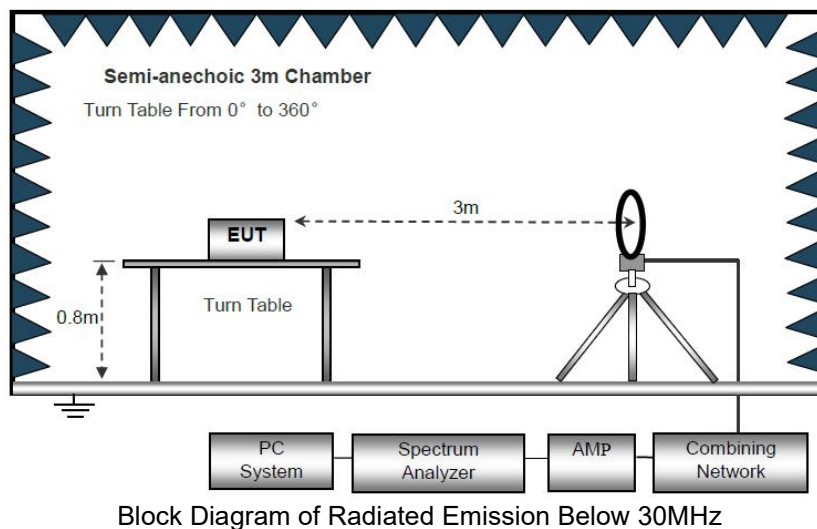 Semi-anechoic 3m Chamber
Turn Table From 0° to 360°
3m
EUT
0.8m
Turn Table
PC
System
Spectrum
Analyzer
AMP
Combining
Network
Block Diagram of Radiated Emission Below 30MHz